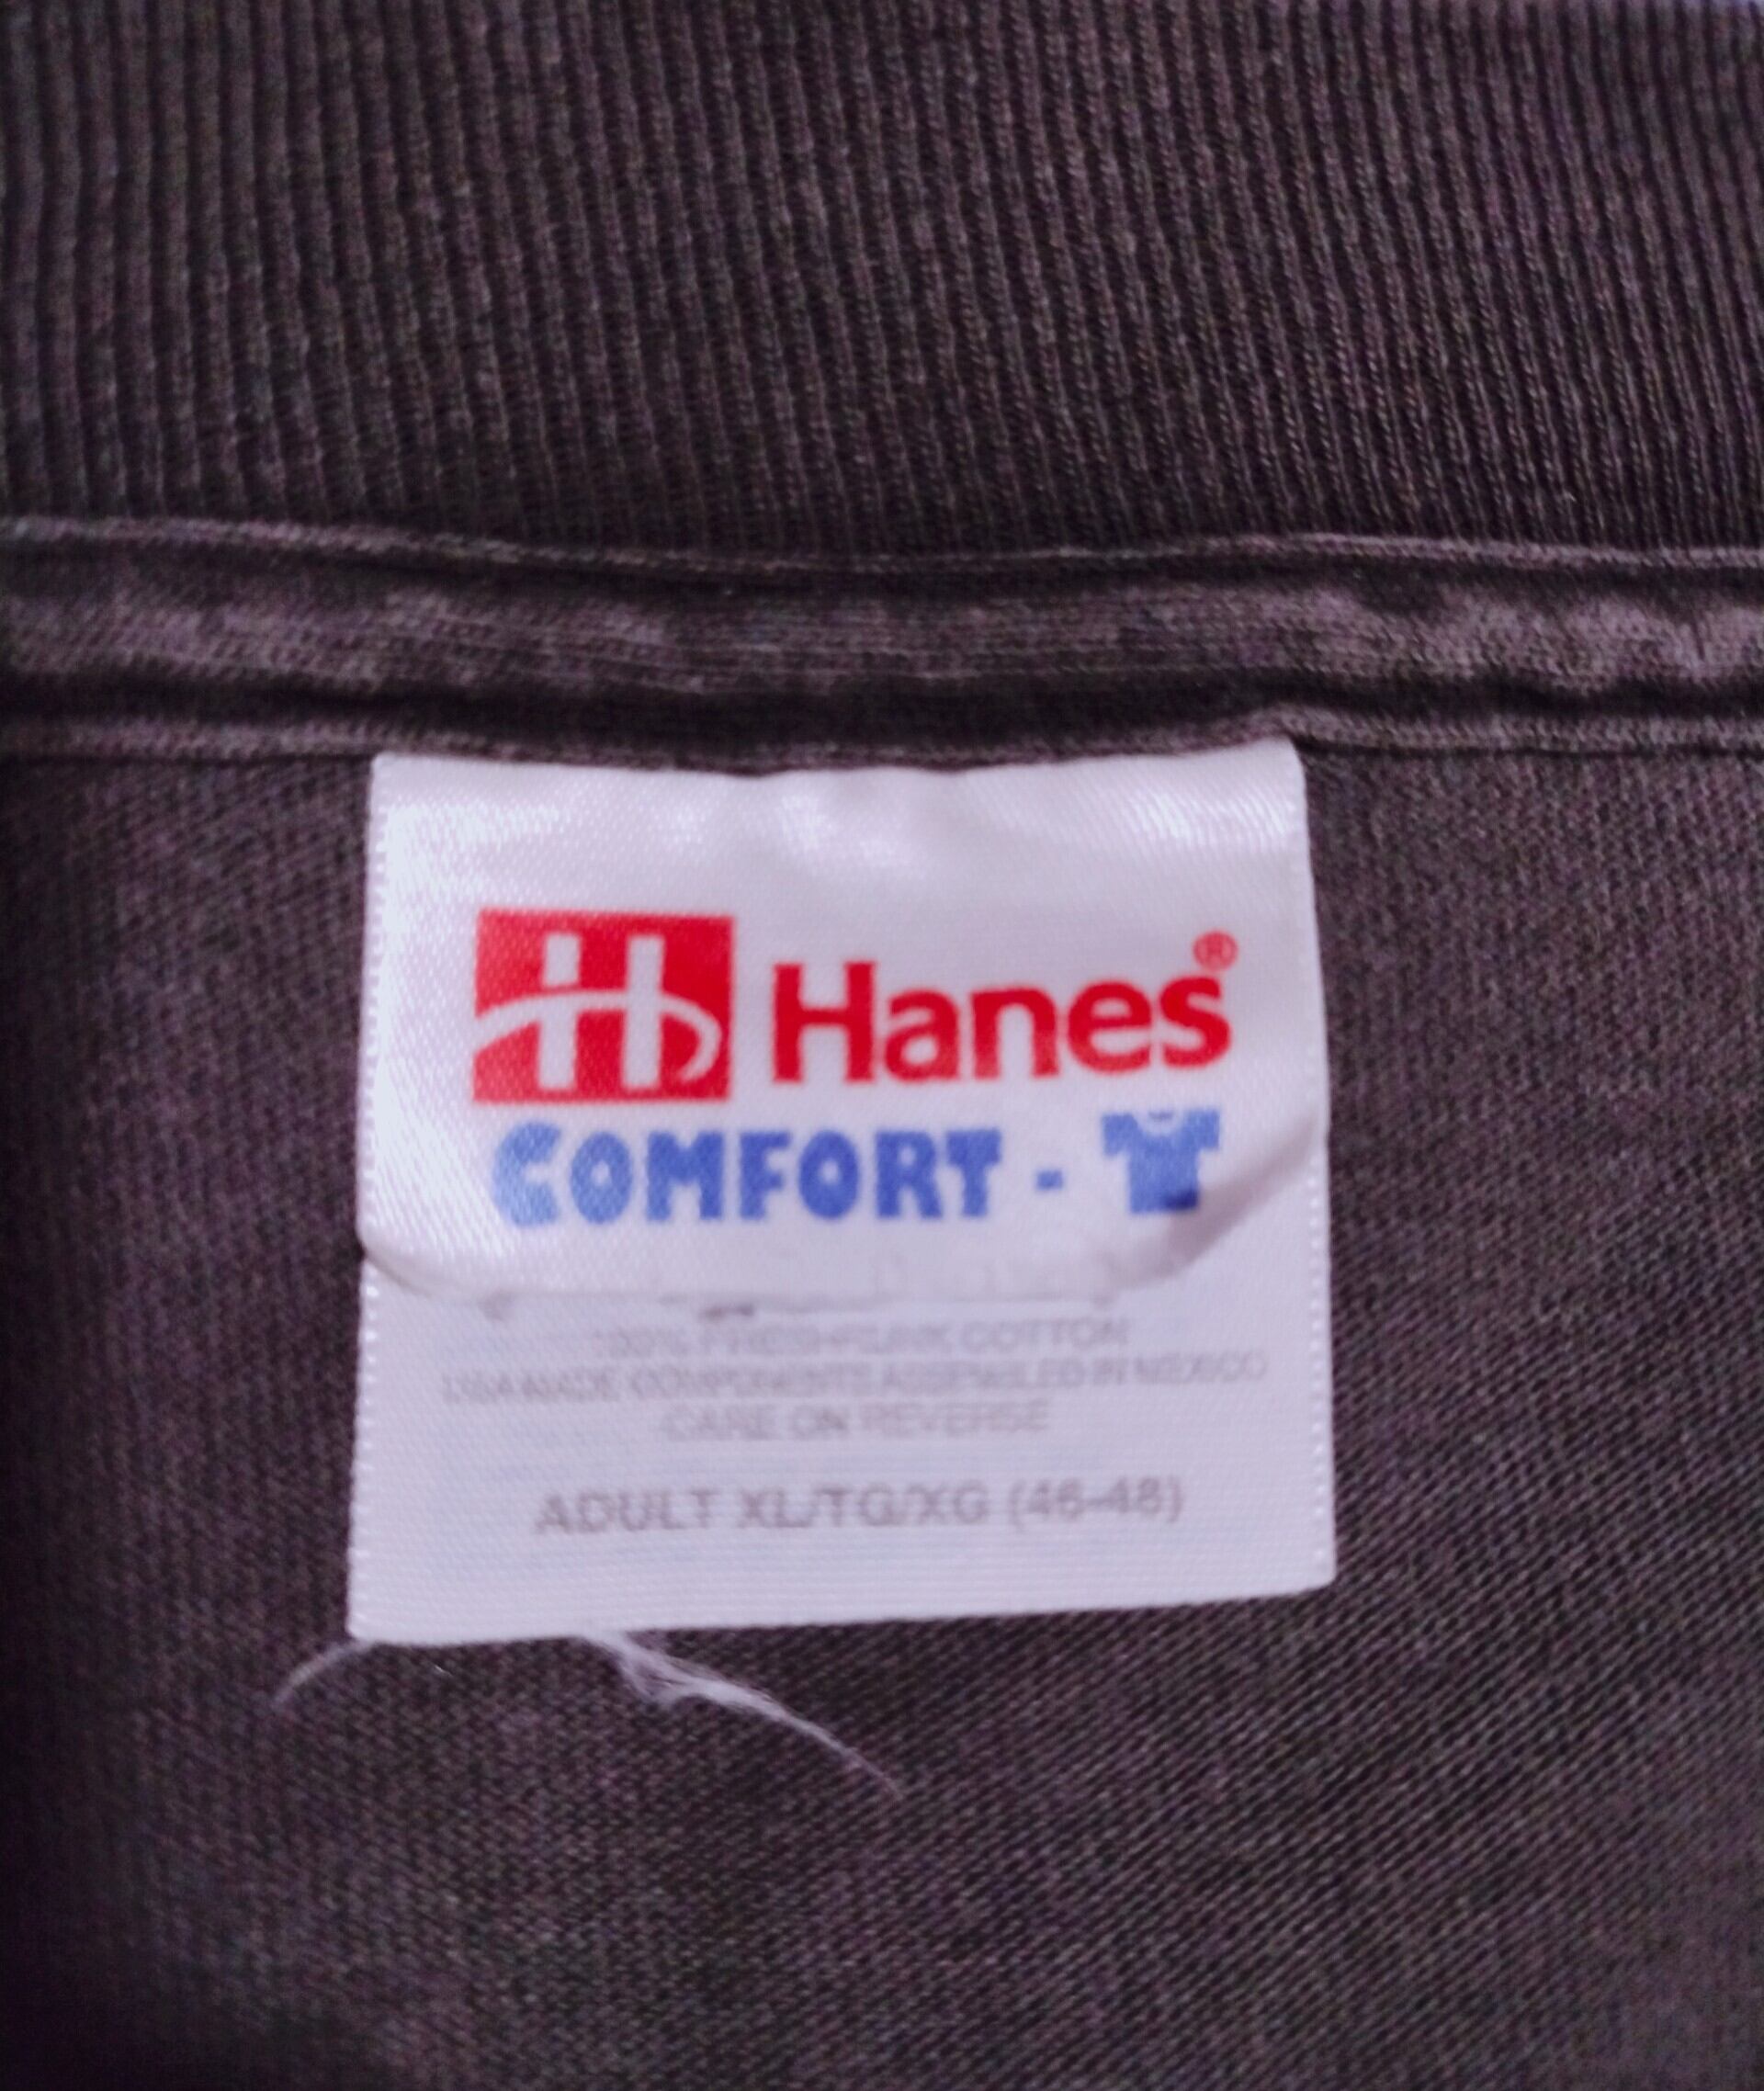 Hanes®
COMFORT -
100% PRESHRUNK COTTON
USA MADE COMPONENTS ASSEMBLED IN MEXICO
CARE ON REVERSE
ADULT XL/TG/XG (46-48)